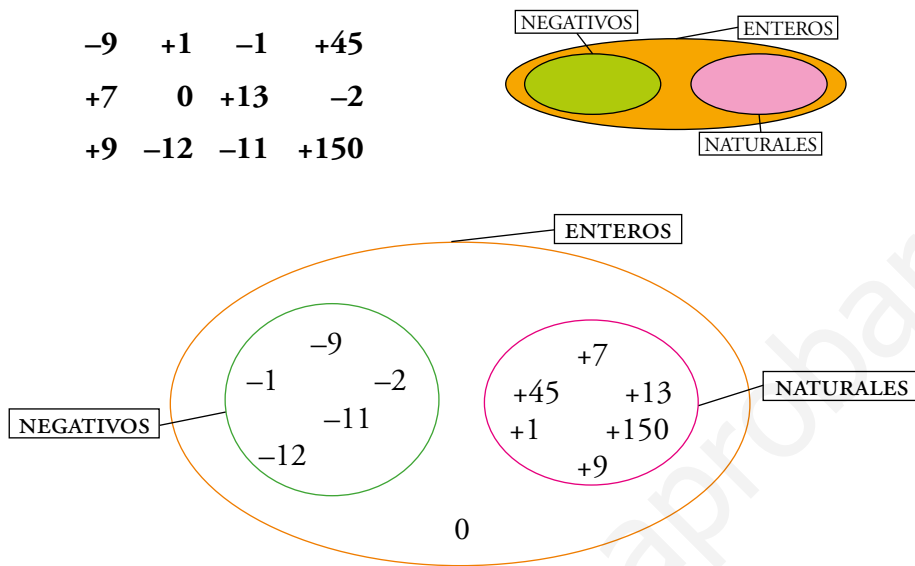 –9 +1 –1 +45
+7 0 +13 –2
+9 –12 –11 +150
NEGATIVOS
ENTEROS
NATURALES
ENTEROS
–9
–1 –2
–11
–12
NEGATIVOS
+7
+45 +13
+1 +150
+9
NATURALES
0
aprobar